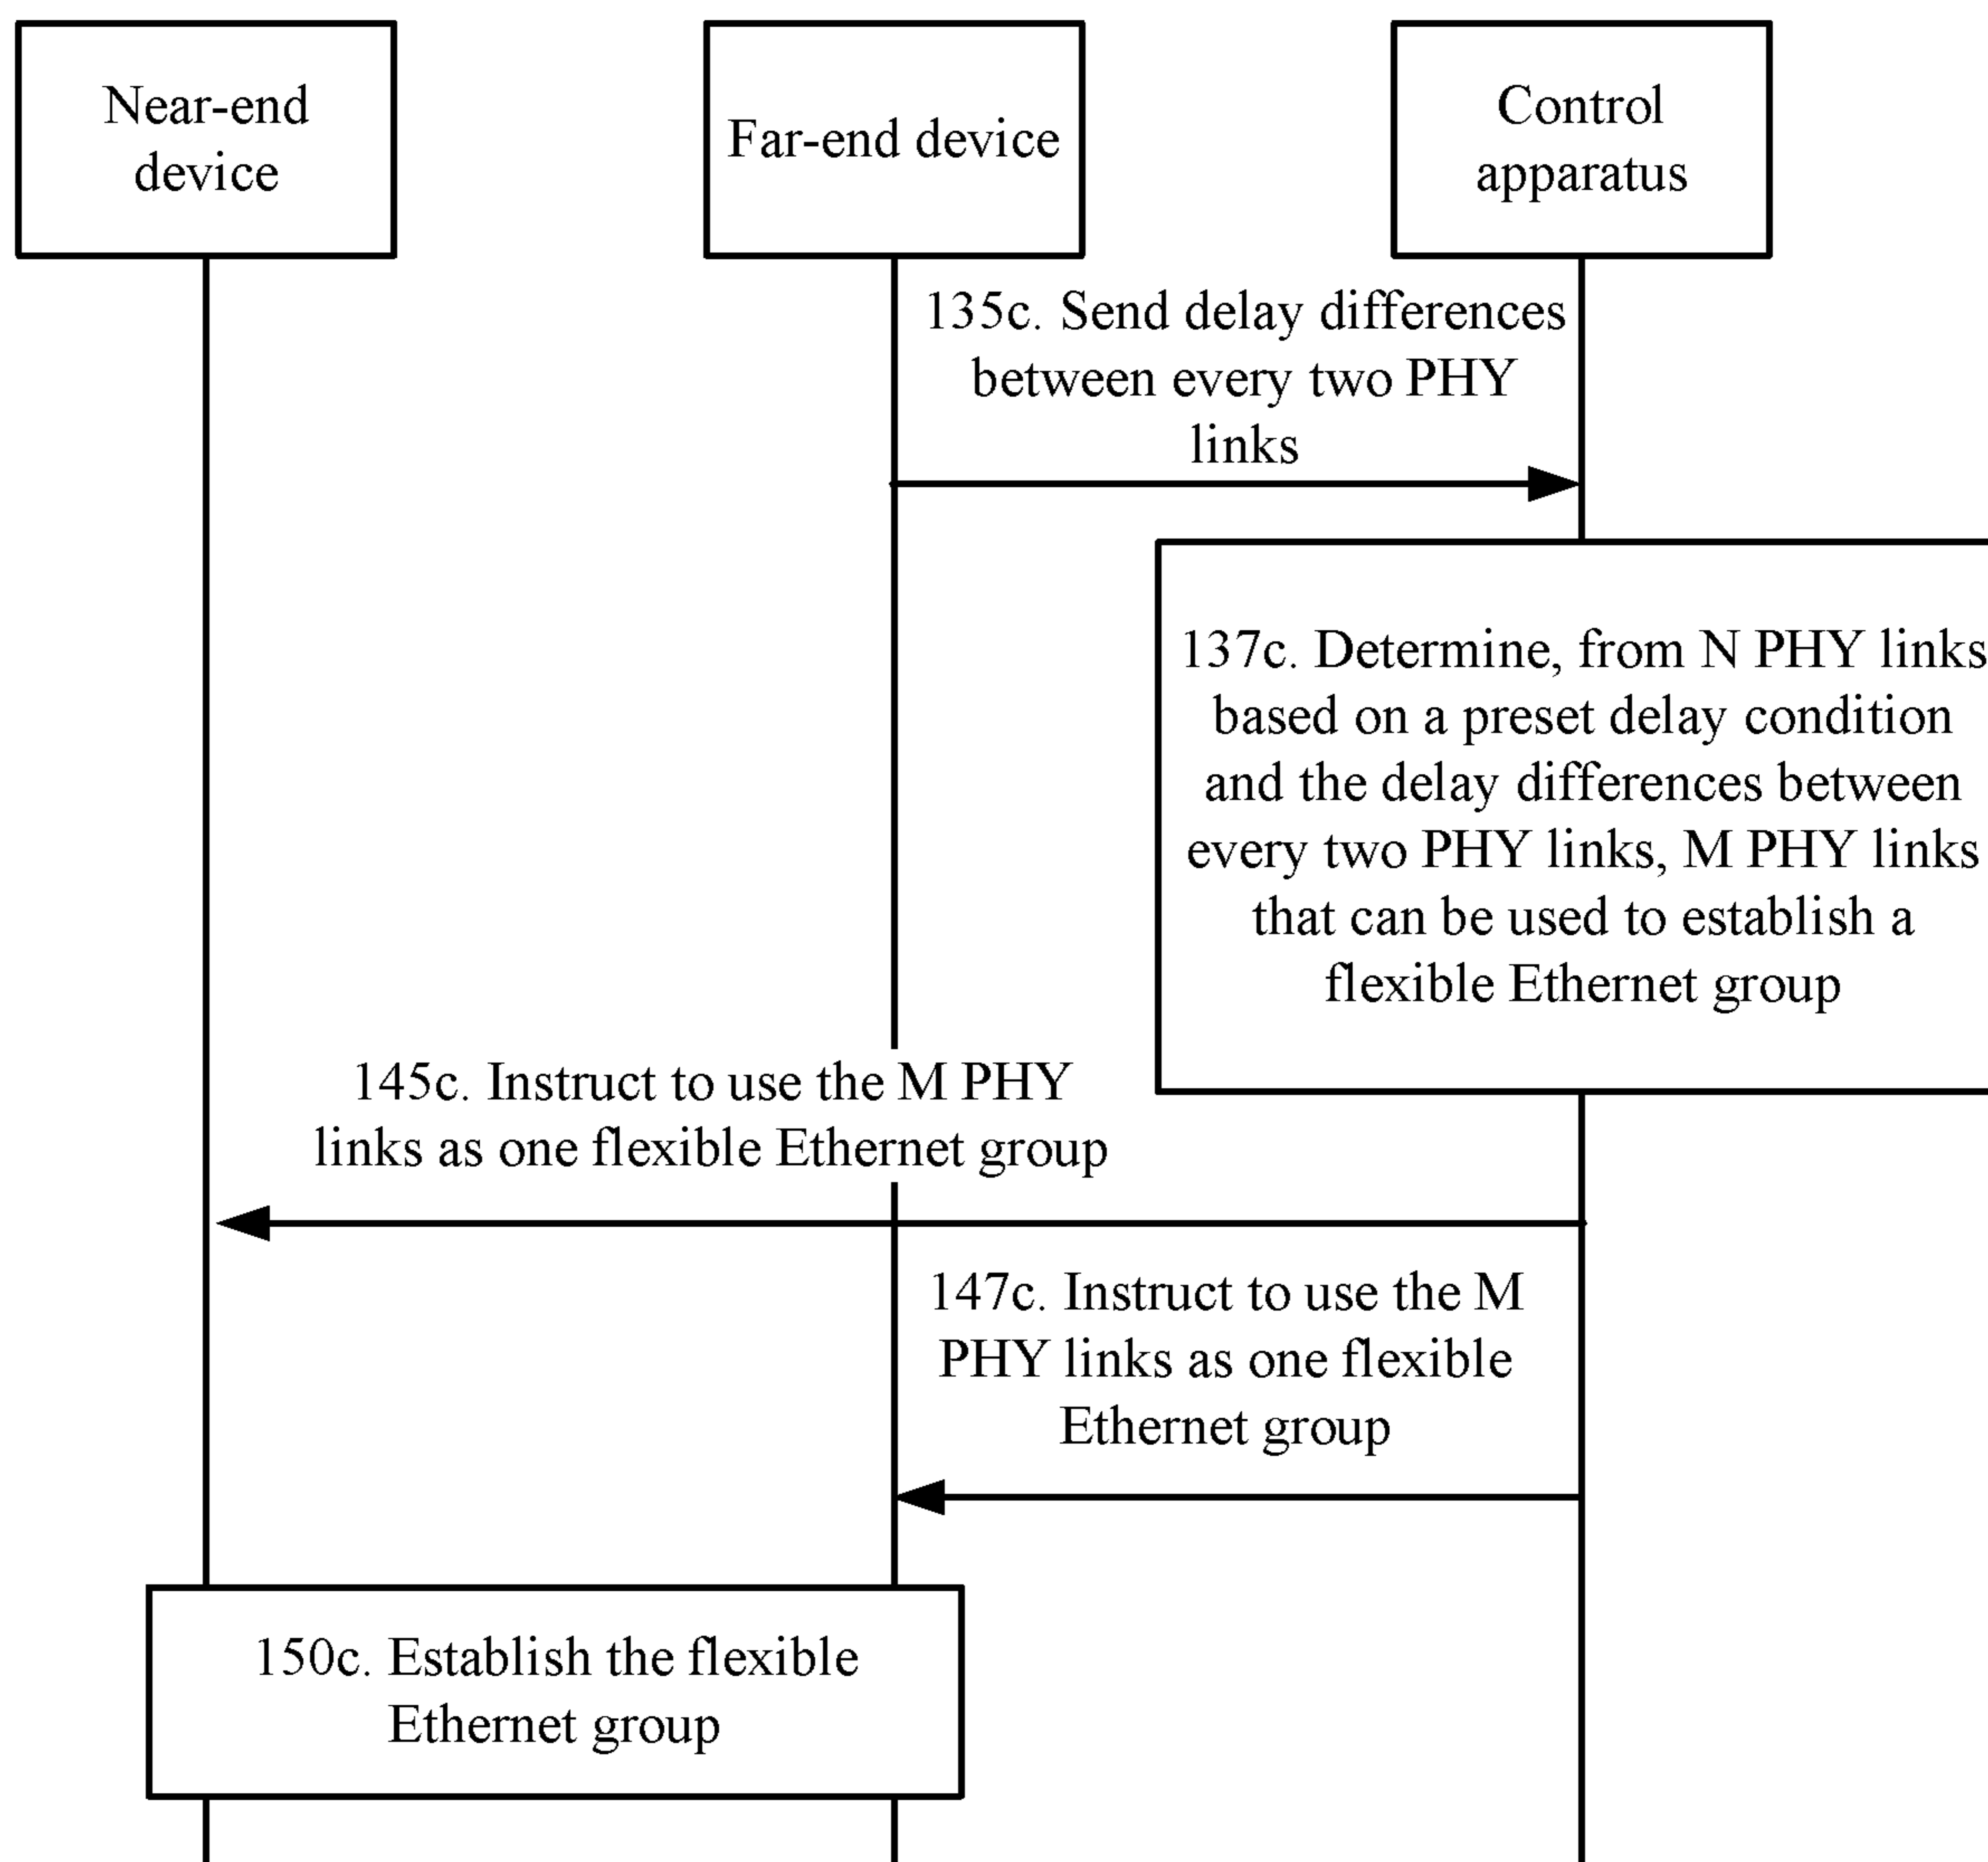 Near-end
device
Far-end device
Control
apparatus
135c. Send delay differences
between every two PHY
links
137c. Determine, from N PHY links
based on a preset delay condition
and the delay differences between
every two PHY links, M PHY links
that can be used to establish a
flexible Ethernet group
145c. Instruct to use the M PHY
links as one flexible Ethernet group
147c. Instruct to use the M
PHY links as one flexible
Ethernet group
150c. Establish the flexible
Ethernet group